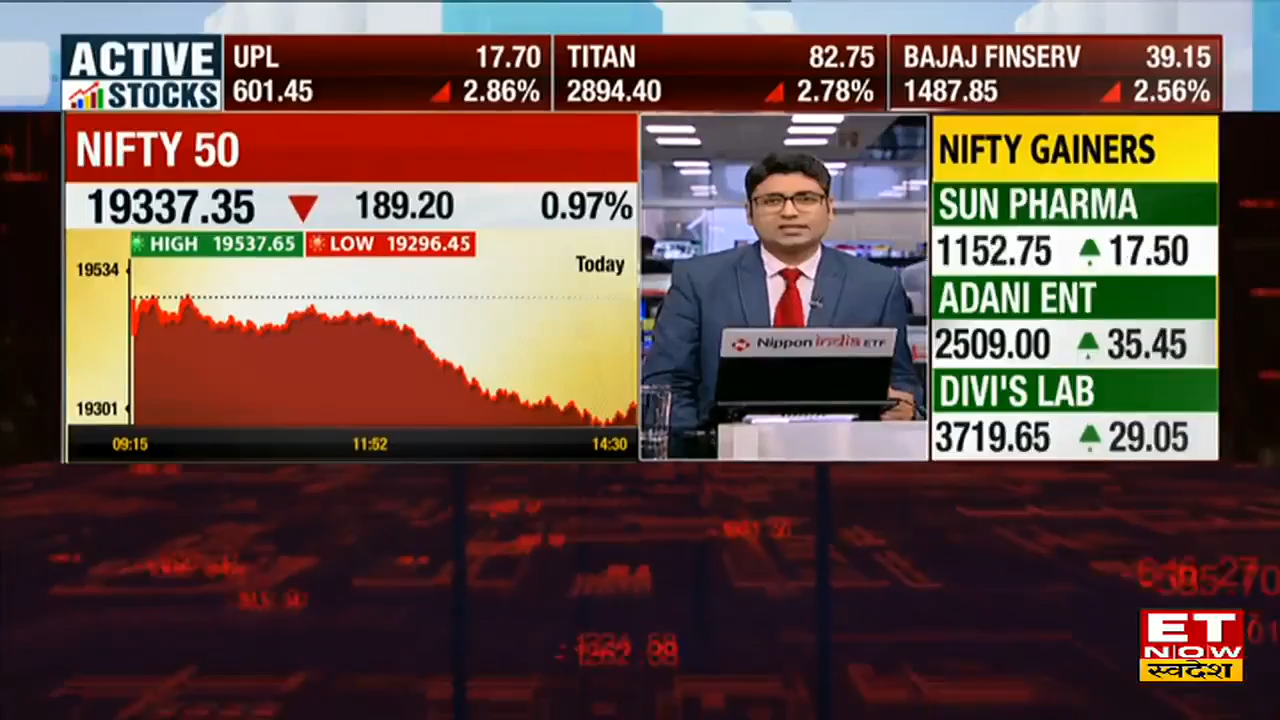 ACTIVE
STOCKS
UPL 17.70
601.45 2.86%
TITAN 82.75
2894.40 2.78%
BAJAJ FINSERV 39.15
1487.85 2.56%
NIFTY 50
19337.35 189.20 0.97%
HIGH 19537.65 LOW 19296.45
Today
19534
19301
09:15 11:52 14:30
Nippon india ETF
NIFTY GAINERS
SUN PHARMA
1152.75 17.50
ADANI ENT
2509.00 35.45
DIVI'S LAB
3719.65 29.05
ET
NOW
स्वदेश